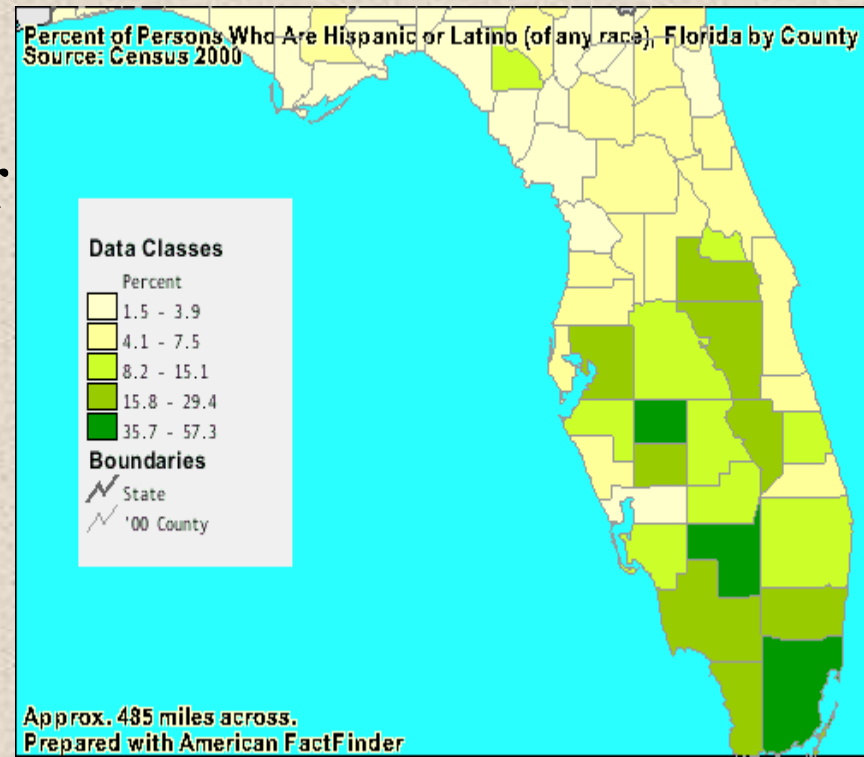 Percent of Persons Who Are Hispanic or Latino (of any race), Florida by County
Source: Census 2000
Data Classes
Percent
1.5 - 3.9
4.1 - 7.5
8.2 - 15.1
15.8 - 29.4
35.7 - 57.3
Boundaries
State
'00 County
Approx. 485 miles across.
Prepared with American FactFinder